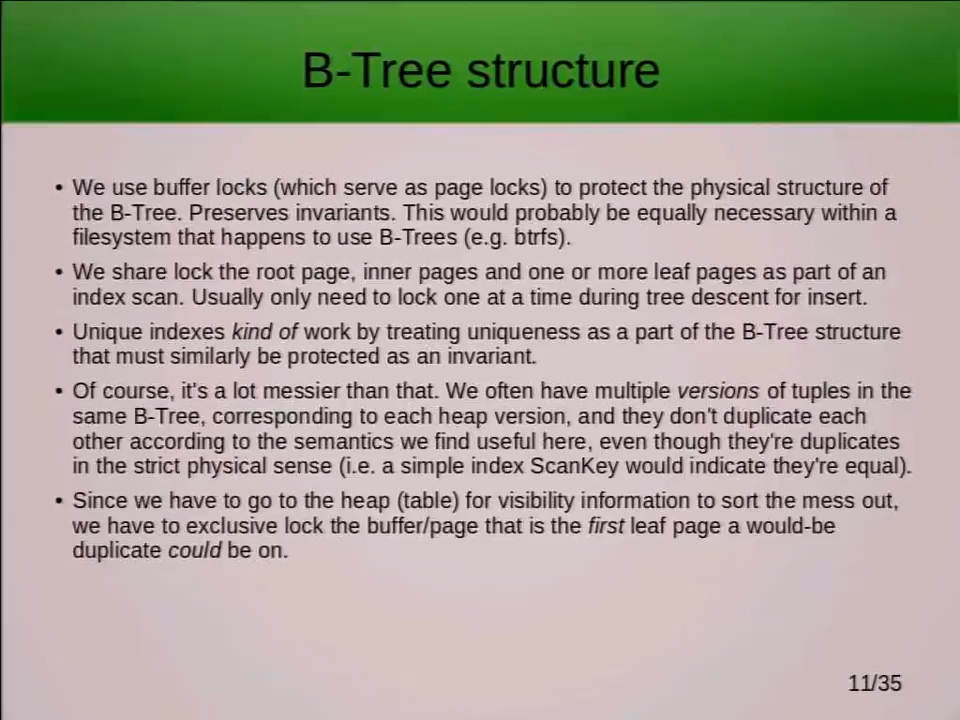 B-Tree structure
• We use buffer locks (which serve as page locks) to protect the physical structure of
the B-Tree. Preserves invariants. This would probably be equally necessary within a
filesystem that happens to use B-Trees (e.g. btrfs).
• We share lock the root page, inner pages and one or more leaf pages as part of an
index scan. Usually only need to lock one at a time during tree descent for insert.
• Unique indexes kind of work by treating uniqueness as a part of the B-Tree structure
that must similarly be protected as an invariant.
• Of course, it's a lot messier than that. We often have multiple versions of tuples in the
same B-Tree, corresponding to each heap version, and they don't duplicate each
other according to the semantics we find useful here, even though they're duplicates
in the strict physical sense (i.e. a simple index ScanKey would indicate they're equal).
• Since we have to go to the heap (table) for visibility information to sort the mess out,
we have to exclusive lock the buffer/page that is the first leaf page a would-be
duplicate could be on.
11/35